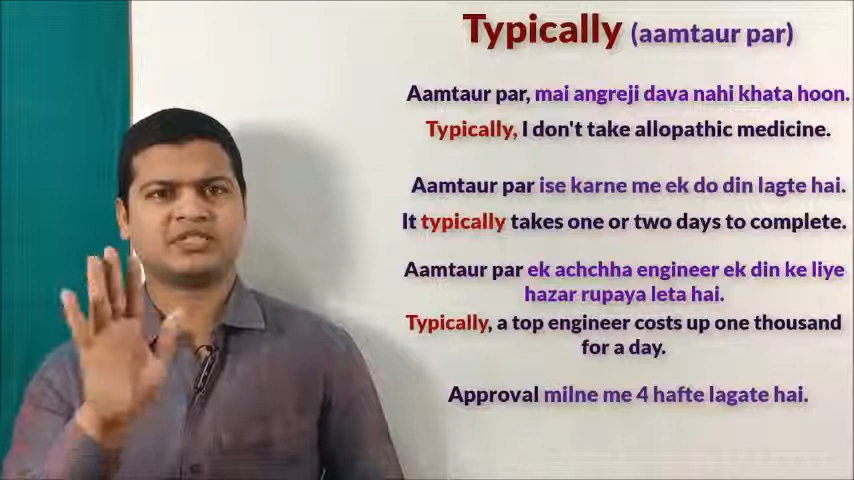 Typically (aamtaur par)
Aamtaur par, mai angreji dava nahi khata hoon.
Typically, I don't take allopathic medicine.
Aamtaur par ise karne me ek do din lagte hai.
It typically takes one or two days to complete.
Aamtaur par ek achchha engineer ek din ke liye
hazar rupaya leta hai.
Typically, a top engineer costs up one thousand
for a day.
Approval milne me 4 hafte lagate hai.